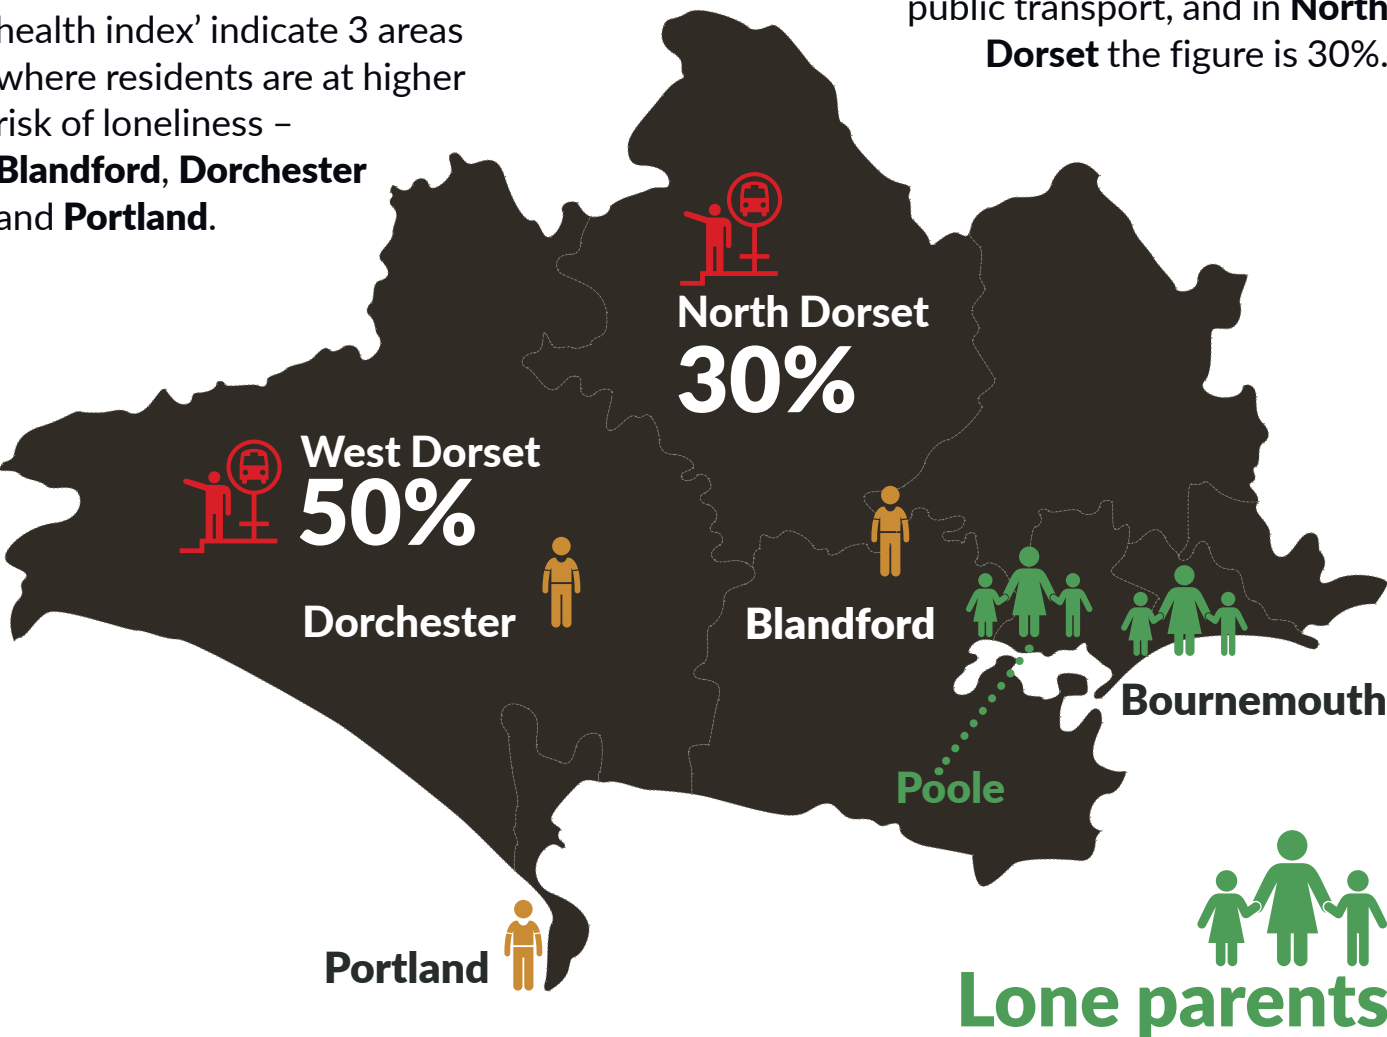 health index’ indicate 3 areas
where residents are at higher
risk of loneliness –
Blandford, Dorchester
and Portland.
public transport, and in North
Dorset the figure is 30%.
North Dorset
30%
West Dorset
50%
Dorchester
Blandford
Bournemouth
Poole
Portland
Lone parents